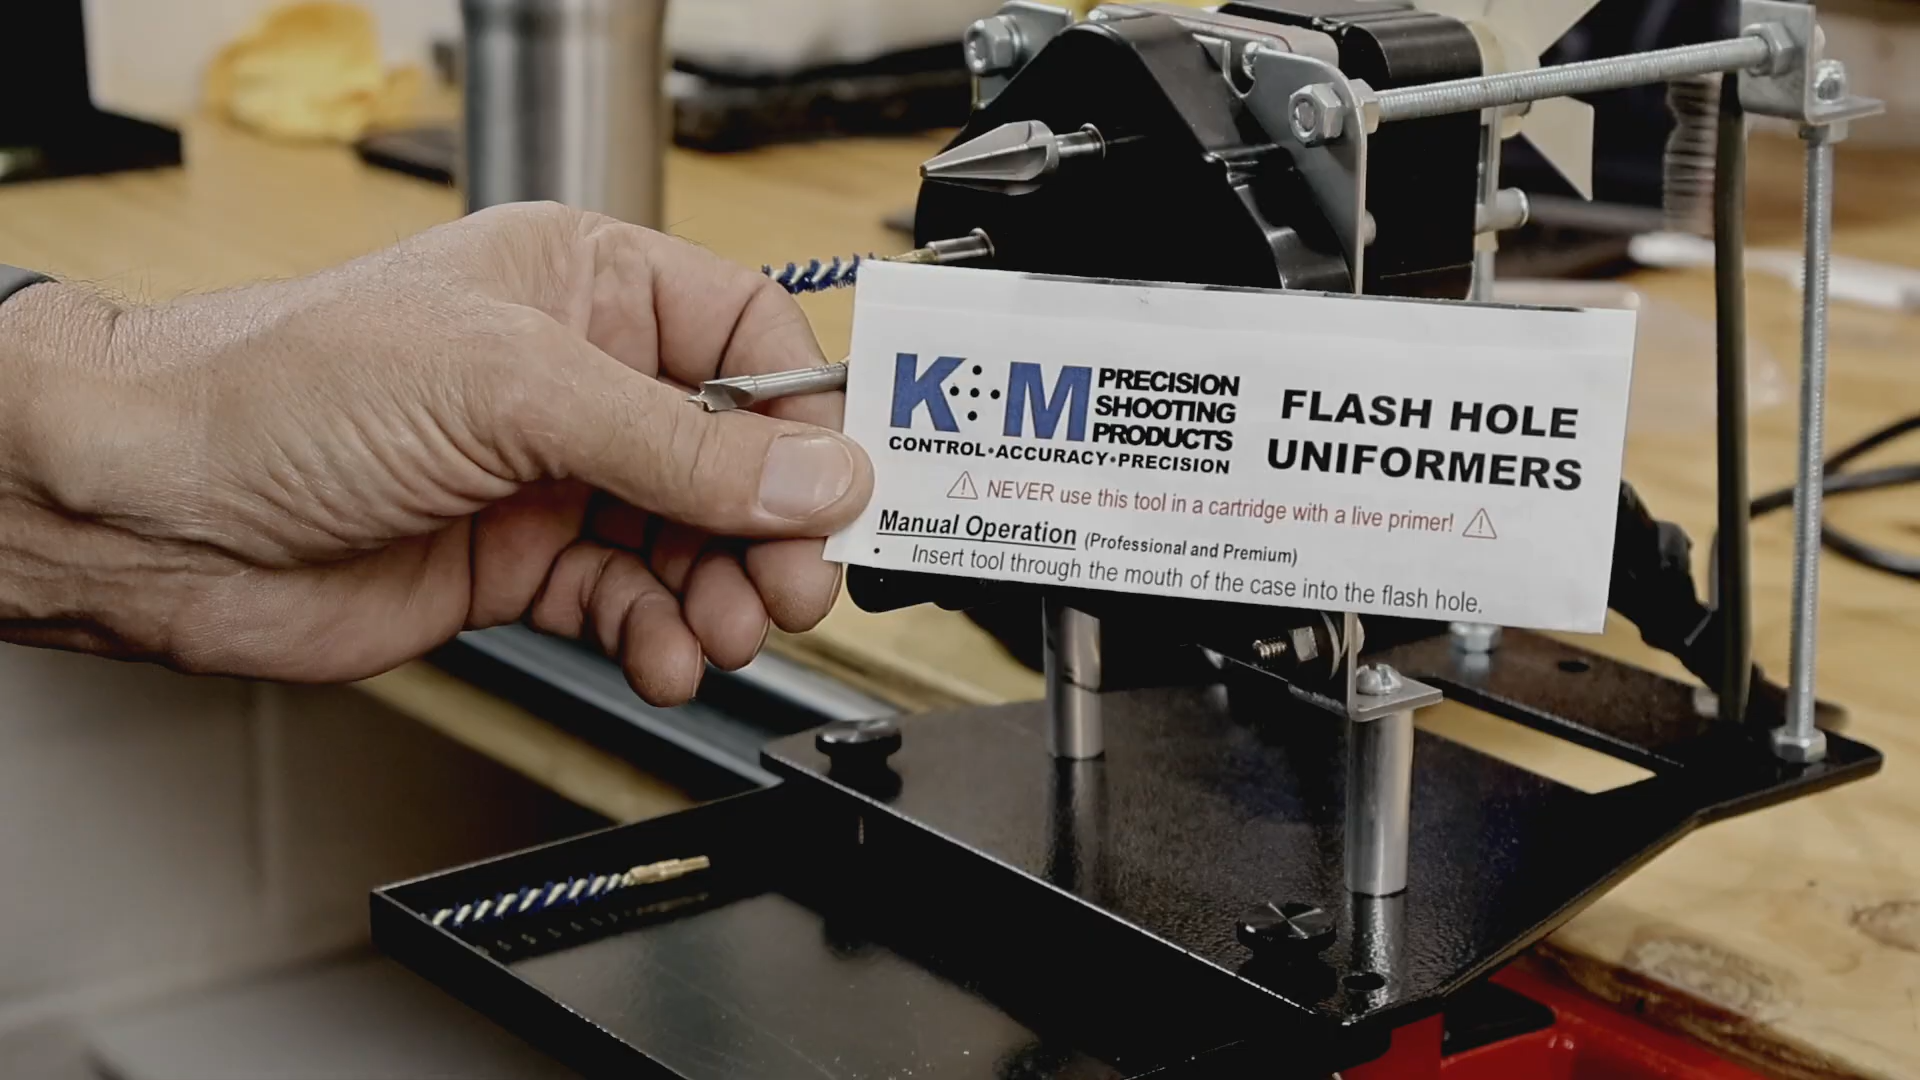 K M PRECISION
SHOOTING
PRODUCTS
CONTROL•ACCURACY•PRECISION
FLASH HOLE
UNIFORMERS
⚠ NEVER use this tool in a cartridge with a live primer! ⚠
Manual Operation (Professional and Premium)
• Insert tool through the mouth of the case into the flash hole.